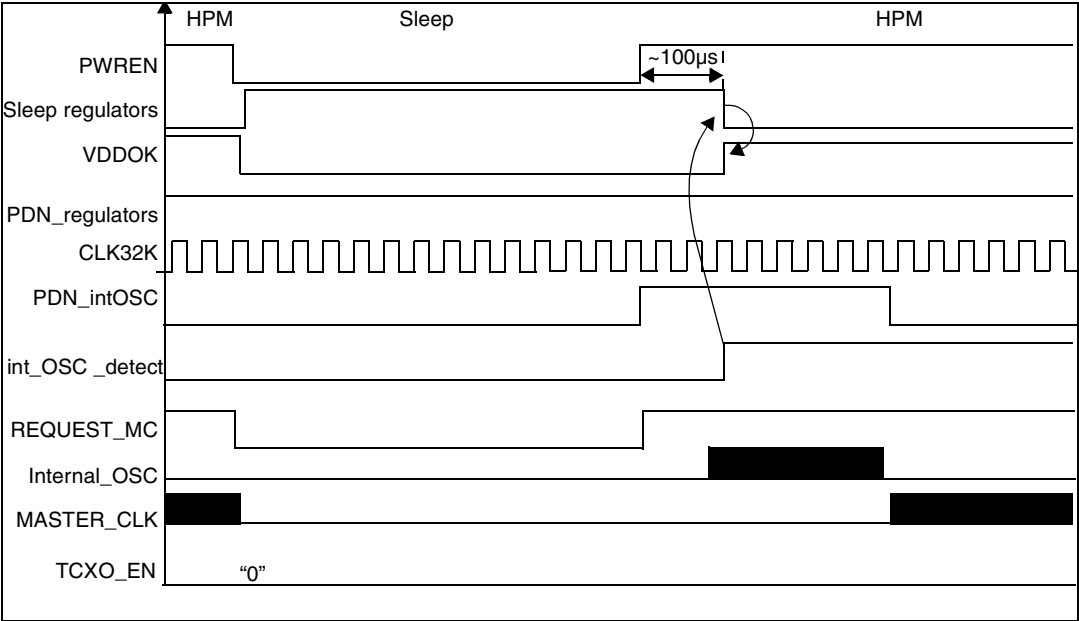 HPM Sleep HPM
PWREN
~100µs
Sleep regulators
VDDOK
PDN_regulators
CLK32K
PDN_intOSC
int_OSC _detect
REQUEST_MC
Internal_OSC
MASTER_CLK
TCXO_EN “0”